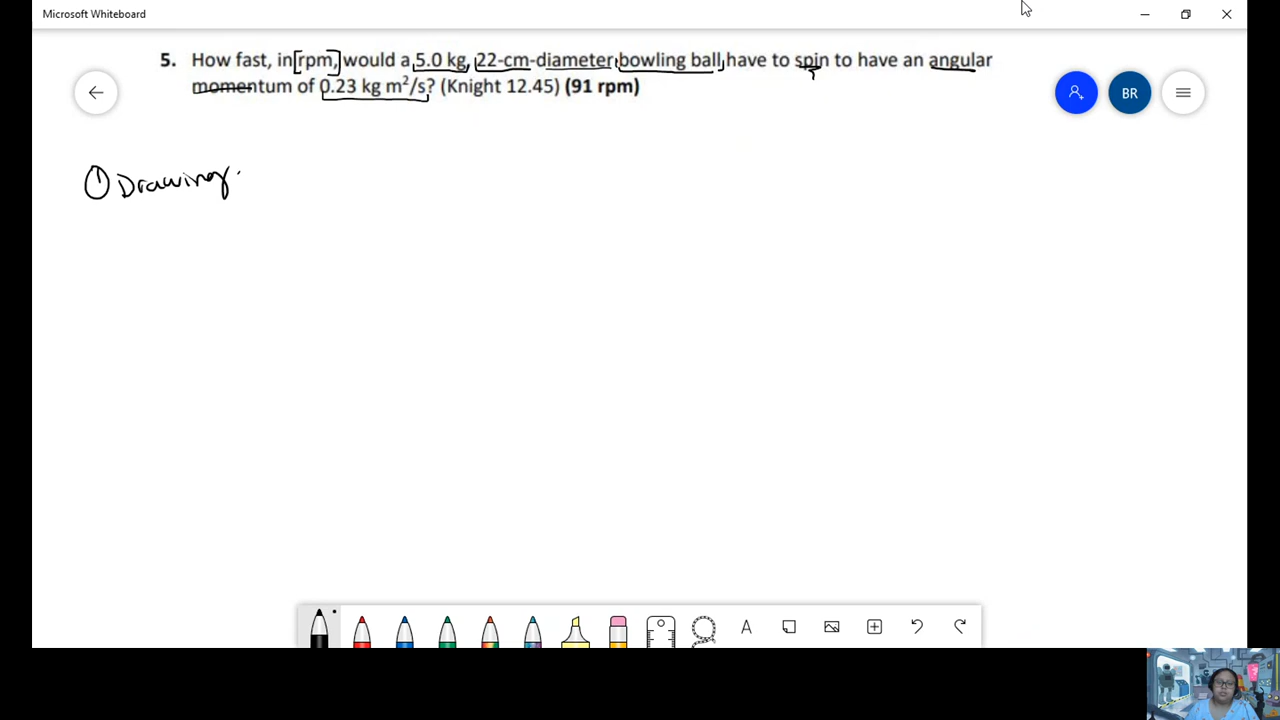 Microsoft Whiteboard
5. How fast, in rpm, would a 5.0 kg, 22-cm-diameter bowling ball have to spin to have an angular
momentum of 0.23 kg m²/s? (Knight 12.45) (91 rpm)
BR
① Drawing.
A